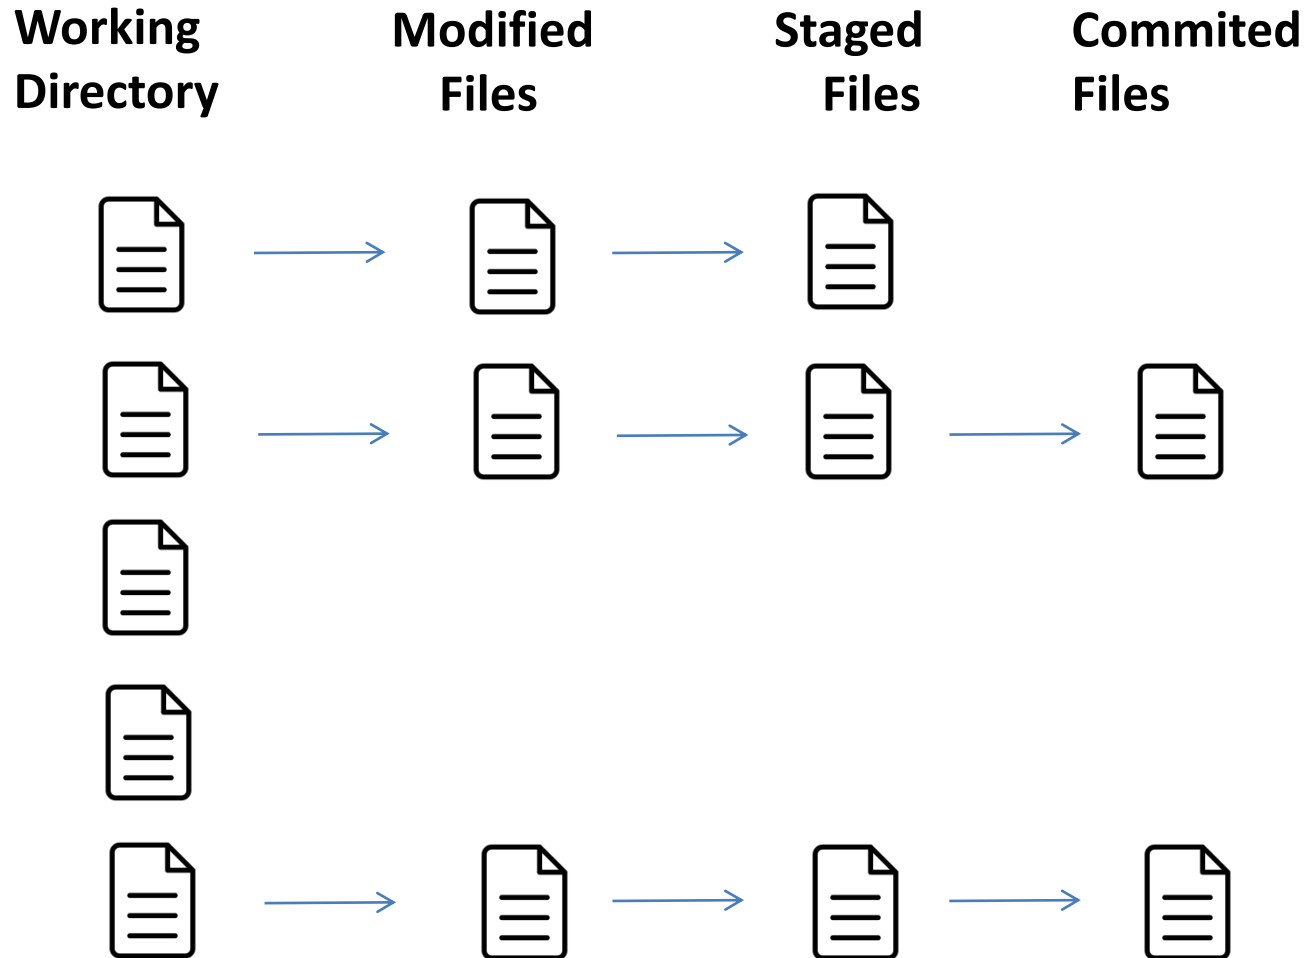 Working
Directory
Modified
Files
Staged
Files
Commited
Files